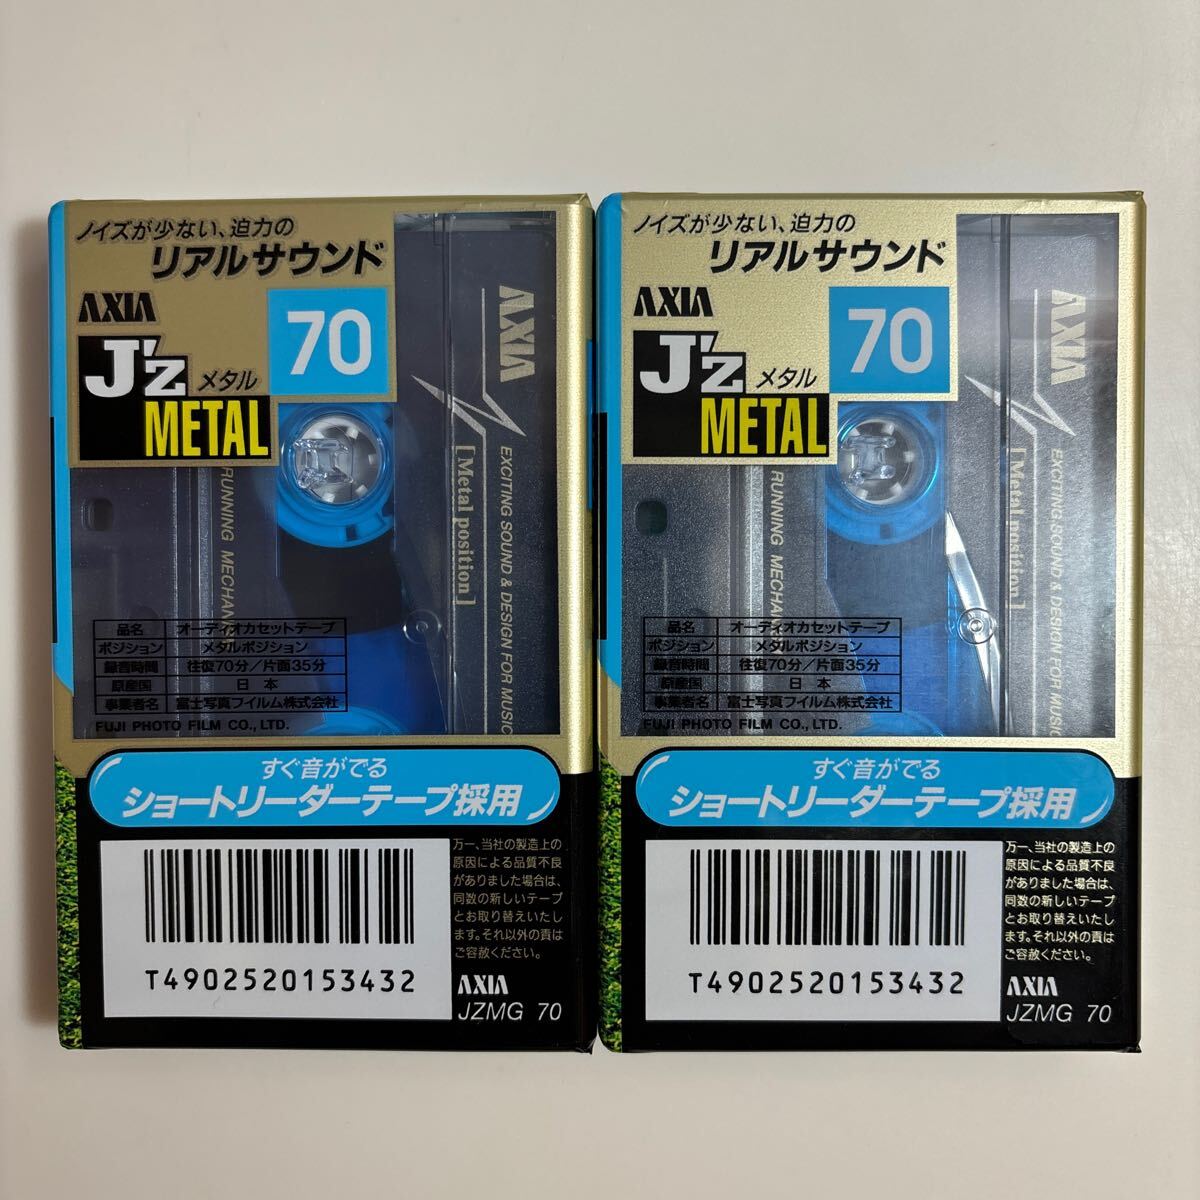 ノイズが少ない、迫力の
リアルサウンド
AXIA
70
J'z メタル
METAL
AXIA
EXCITING SOUND & DESIGN FOR MUSIC
[Metal position]
RUNNING MECHANI
品名 オーディオカセットテープ
ポジション メタルポジション
録音時間 往復70分/片面35分
原産国 日本
事業者名 富士写真フイルム株式会社
FUJI PHOTO FILM CO., LTD.
すぐ音がでる
ショートリーダーテープ採用
万一、当社の製造上の
原因による品質不良
がありました場合は、
同数の新しいテープ
とお取り替えいたし
ます。それ以外の責は
ご容赦ください。
T4902520153432
AXIA
JZMG 70
ノイズが少ない、迫力の
リアルサウンド
AXIA
70
J'z メタル
METAL
AXIA
EXCITING SOUND & DESIGN FOR MUSIC
[Metal position]
RUNNING MECHANI
品名 オーディオカセットテープ
ポジション メタルポジション
録音時間 往復70分/片面35分
原産国 日本
事業者名 富士写真フイルム株式会社
FUJI PHOTO FILM CO., LTD.
すぐ音がでる
ショートリーダーテープ採用
万一、当社の製造上の
原因による品質不良
がありました場合は、
同数の新しいテープ
とお取り替えいたし
ます。それ以外の責は
ご容赦ください。
T4902520153432
AXIA
JZMG 70